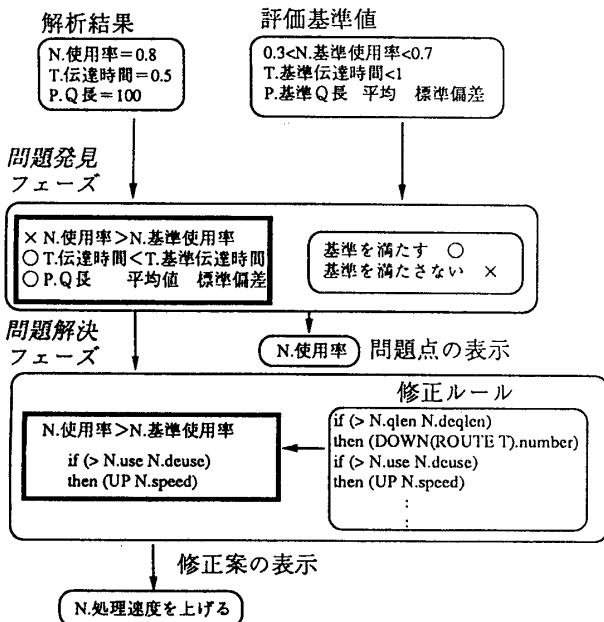 解析結果
N.使用率＝0.8
T.伝達時間＝0.5
P.Q長＝100
評価基準値
0.3<N.基準使用率<0.7
T.基準伝達時間<1
P.基準Q長　平均　標準偏差
問題発見
フェーズ
× N.使用率＞N.基準使用率
○ T.伝達時間＜T.基準伝達時間
○ P.Q長　平均値　標準偏差
基準を満たす　○
基準を満たさない　×
問題解決
フェーズ
N.使用率
問題点の表示
修正ルール
N.使用率＞N.基準使用率
if (> N.use N.deuse)
then (UP N.speed)
if (> N.qlen N.deqlen)
then (DOWN(ROUTE T).number)
if (> N.use N.deuse)
then (UP N.speed)
⋮
修正案の表示
N.処理速度を上げる